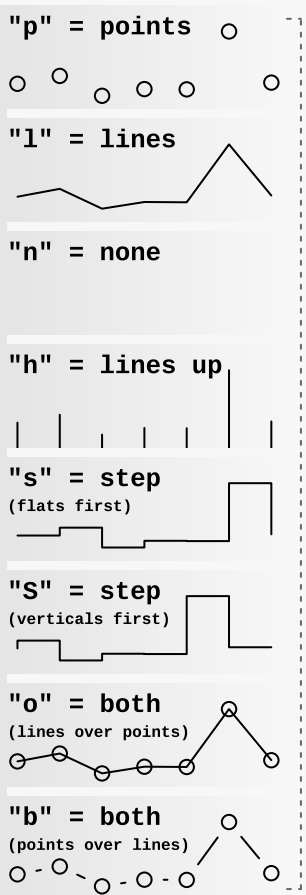 "p" = points
"l" = lines
"n" = none
"h" = lines up
"s" = step
(flats first)
"S" = step
(verticals first)
"o" = both
(lines over points)
"b" = both
(points over lines)